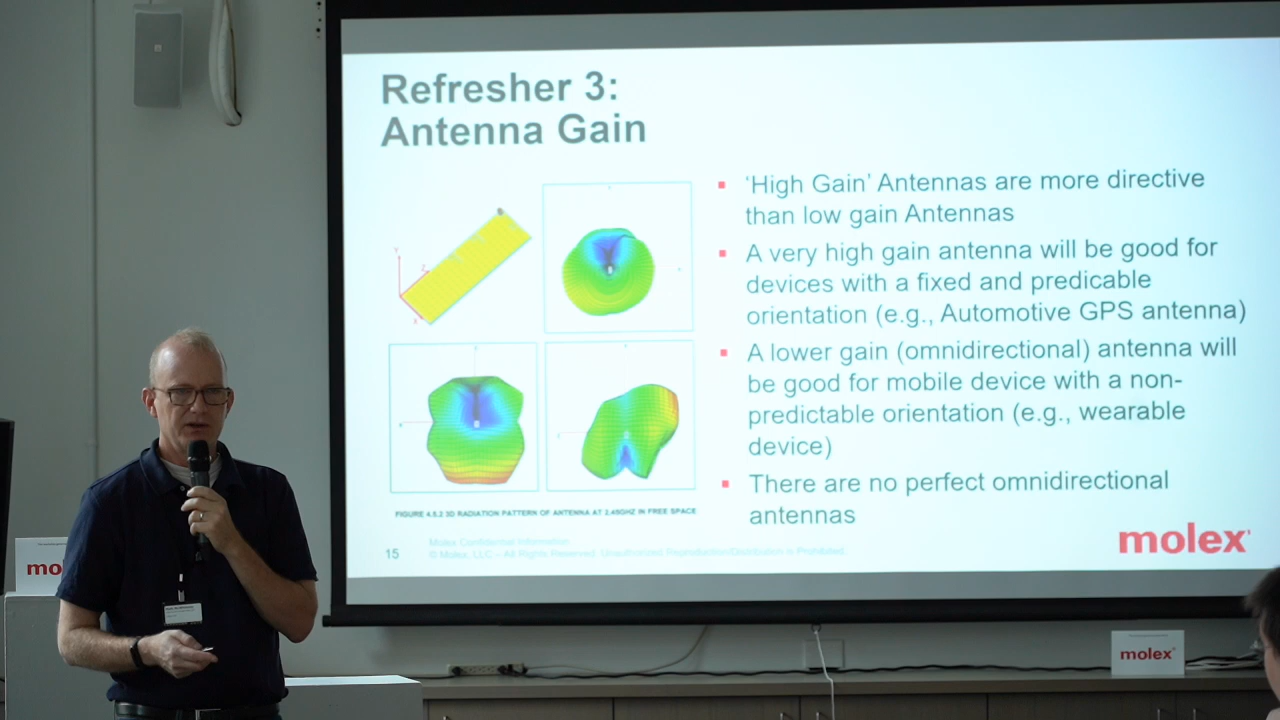 Refresher 3:
Antenna Gain
‘High Gain’ Antennas are more directive
than low gain Antennas
A very high gain antenna will be good for
devices with a fixed and predicable
orientation (e.g., Automotive GPS antenna)
A lower gain (omnidirectional) antenna will
be good for mobile device with a non-
predictable orientation (e.g., wearable
device)
There are no perfect omnidirectional
antennas
FIGURE 4.5.2 3D RADIATION PATTERN OF ANTENNA AT 2.45GHZ IN FREE SPACE
15
Molex Confidential Information
© Molex, LLC – All Rights Reserved. Unauthorized Reproduction/Distribution is Prohibited.
molex
mo
molex